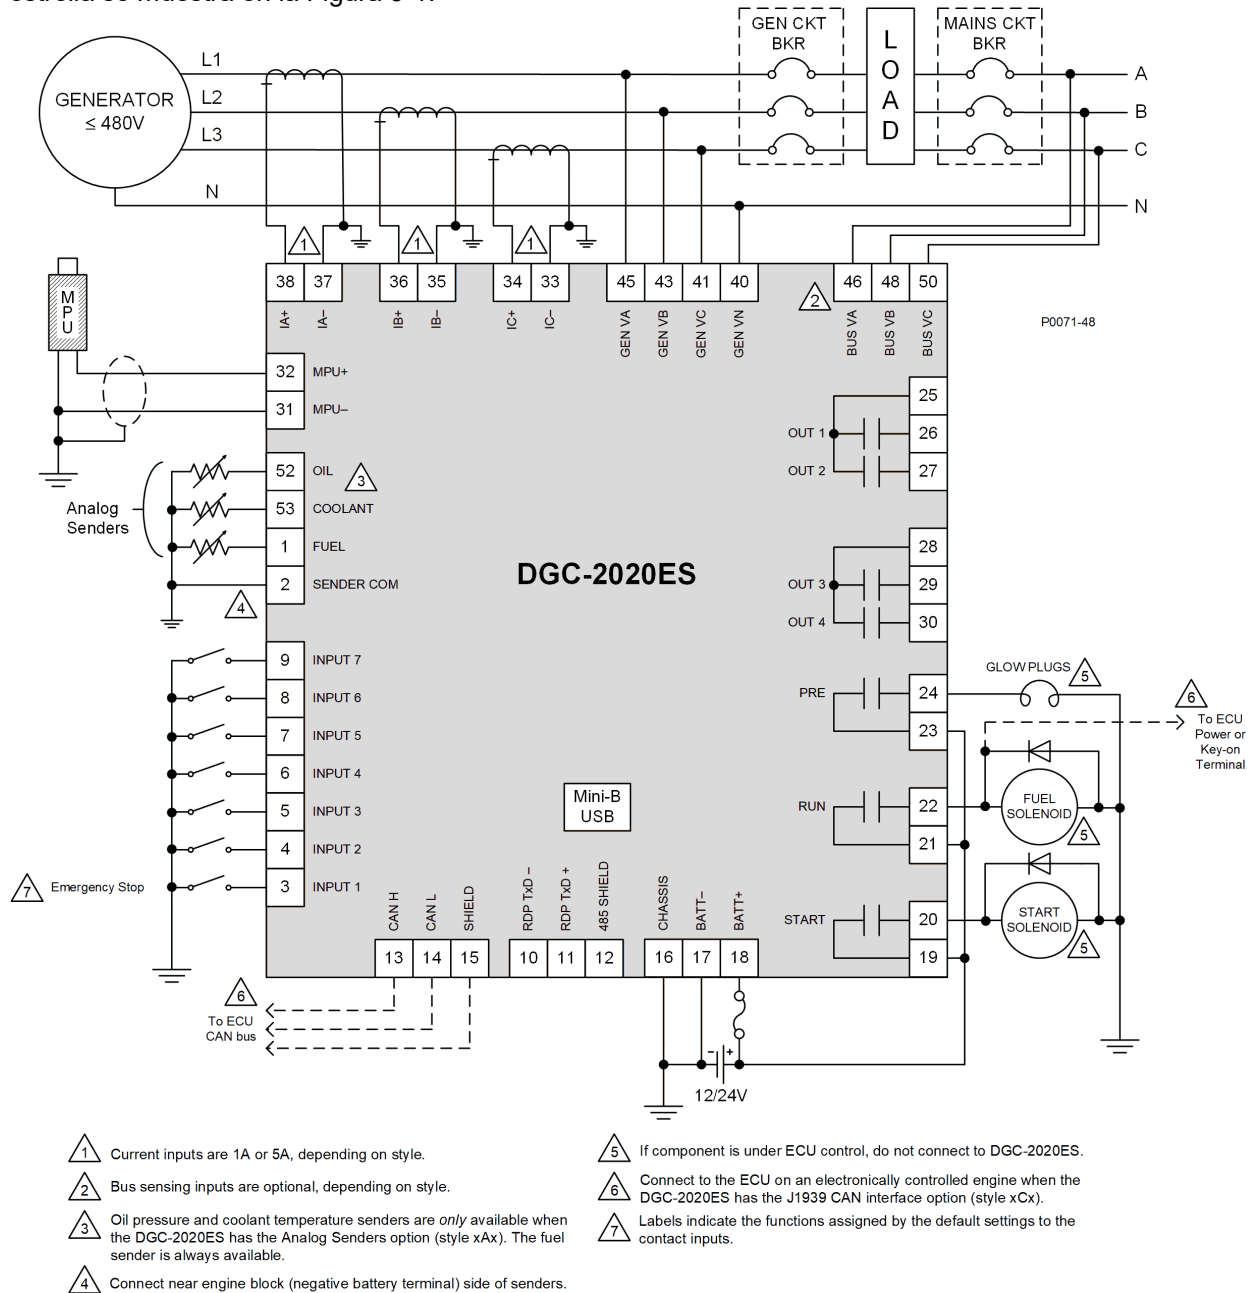 GEN CKT
BKR
LOAD
MAINS CKT
BKR
GENERATOR
≤ 480V
L1
L2
L3
N
A
B
C
N
1
1
1
2
38
37
36
35
34
33
45
43
41
40
46
48
50
IA+
IA–
IB+
IB–
IC+
IC–
GEN VA
GEN VB
GEN VC
GEN VN
BUS VA
BUS VB
BUS VC
P0071-48
MPU
32 MPU+
31 MPU–
Analog
Senders
52 OIL
3
53 COOLANT
1 FUEL
2 SENDER COM
4
DGC-2020ES
25
OUT 1 26
OUT 2 27
28
OUT 3 29
OUT 4 30
9 INPUT 7
8 INPUT 6
7 INPUT 5
6 INPUT 4
5 INPUT 3
4 INPUT 2
7 Emergency Stop 3 INPUT 1
GLOW PLUGS 5
PRE 24
23
6
To ECU
Power or
Key-on
Terminal
RUN 22
21
FUEL
SOLENOID
5
START 20
19
START
SOLENOID
5
Mini-B
USB
CAN H
CAN L
SHIELD
RDP TxD –
RDP TxD +
485 SHIELD
CHASSIS
BATT–
BATT+
13
14
15
10
11
12
16
17
18
6
To ECU
CAN bus
- +
12/24V
1 Current inputs are 1A or 5A, depending on style.
2 Bus sensing inputs are optional, depending on style.
3 Oil pressure and coolant temperature senders are only available when
the DGC-2020ES has the Analog Senders option (style xAx). The fuel
sender is always available.
4 Connect near engine block (negative battery terminal) side of senders.
5 If component is under ECU control, do not connect to DGC-2020ES.
6 Connect to the ECU on an electronically controlled engine when the
DGC-2020ES has the J1939 CAN interface option (style xCx).
7 Labels indicate the functions assigned by the default settings to the
contact inputs.